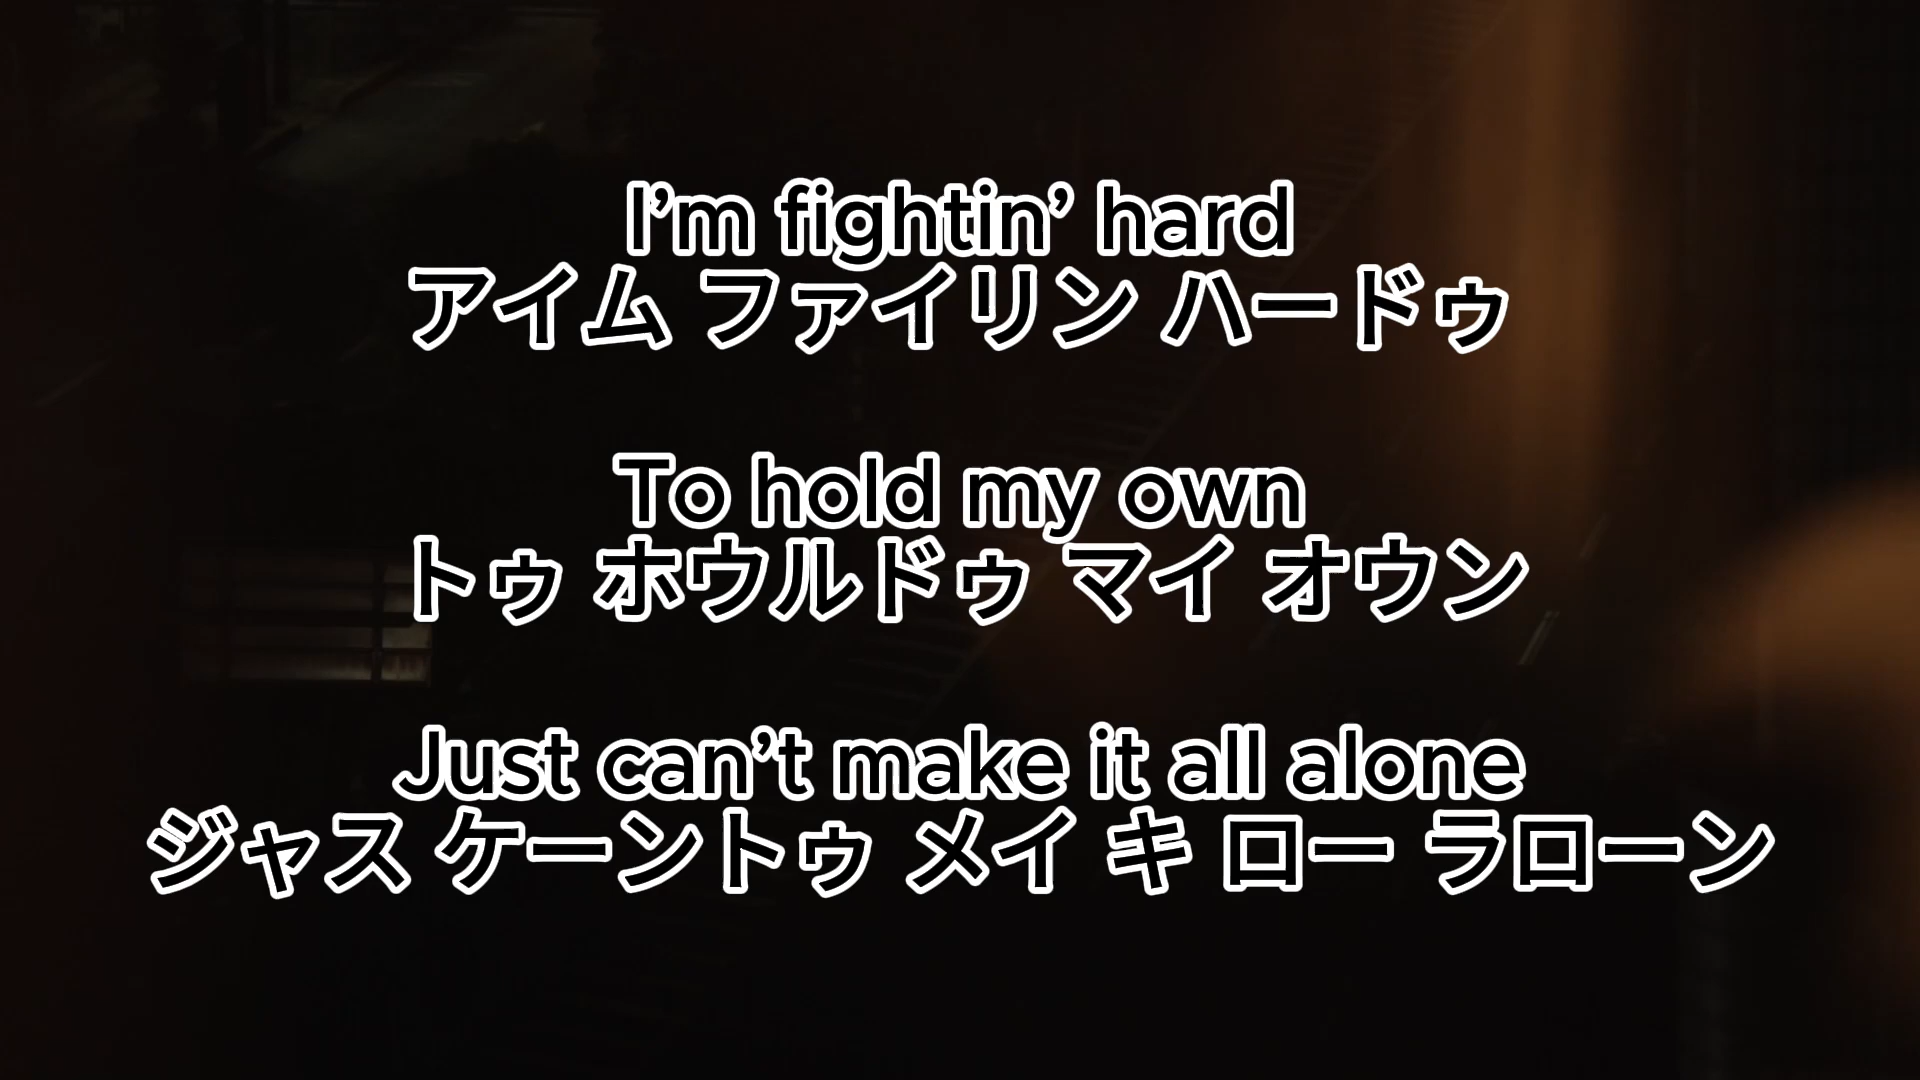 I’m fightin’ hard
アイム ファイリン ハードゥ
To hold my own
トゥ ホウルドゥ マイ オウン
Just can’t make it all alone
ジャス ケーントゥ メイ キ ロー ラローン